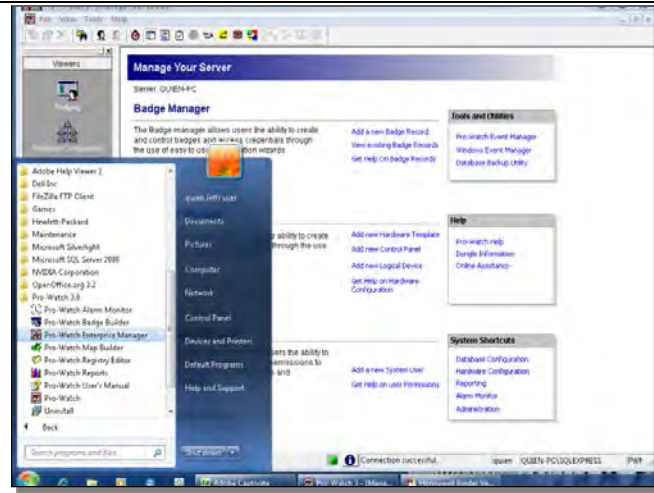 File View Tools Help
Viewers
Manage Your Server
Server: QUIEN-PC
Badge Manager
The Badge manager allows users the ability to create
and control badges and access credentials through
the use of easy to use
wizards
Add a new Badge Record
View existing Badge Records
Get Help On Badge Records
Tools and Utilities
Pro-Watch Event Manager
Windows Event Manager
Database Backup Utility
ability to create
through the use
Add new Hardware Template
Add new Control Panel
Add new Logical Device
Get Help on Hardware
Configuration
Help
Pro-Watch Help
Dongle Information
Online Assistance
users the ability to
permissions to
and
Add a new System User
Get Help on user Permissions
System Shortcuts
Database Configuration
Hardware Configuration
Reporting
Alarm Monitor
Administration
Adobe Help Viewer 2
Dell Inc
FileZilla FTP Client
Games
Hewlett-Packard
Maintenance
Microsoft Silverlight
Microsoft SQL Server 2008
NVIDIA Corporation
OpenOffice.org 3.2
Pro-Watch 3.8
Pro-Watch Alarm Monitor
Pro-Watch Badge Builder
Pro-Watch Enterprise Manager
Pro-Watch Map Builder
Pro-Watch Registry Editor
Pro-Watch Reports
Pro-Watch User's Manual
Pro-Watch
Uninstall
Back
Search programs and files
Documents
Pictures
Computer
Network
Control Panel
Devices and Printers
Default Programs
Help and Support
Shut down
Connection successful.
quien
QUIEN-PC\SQLEXPRESS
PWF
Adobe Captivate